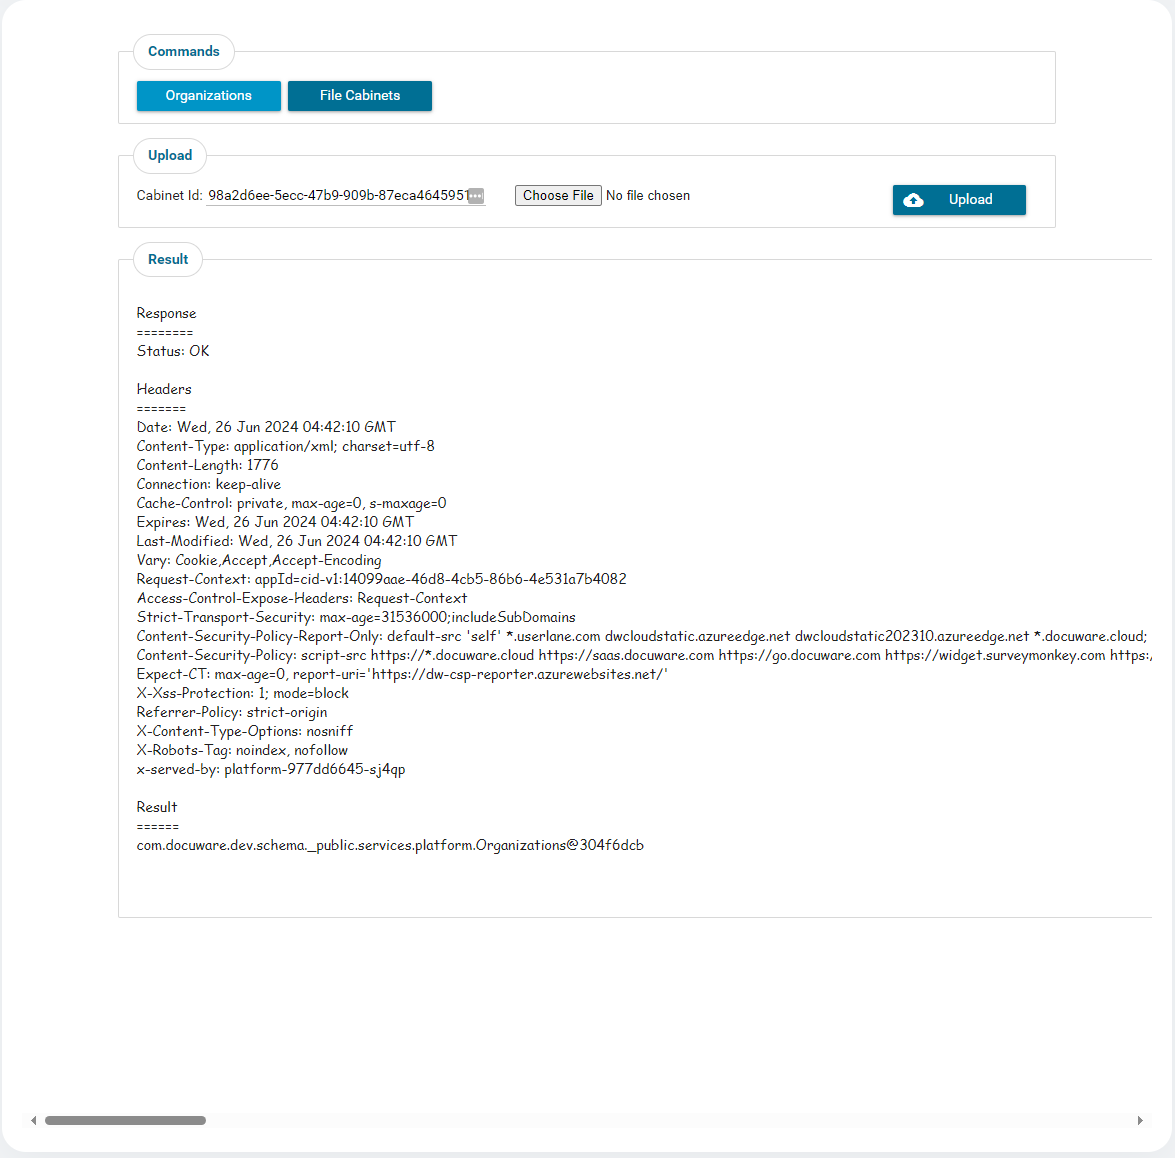 Commands
Organizations File Cabinets
Upload
Cabinet Id: 98a2d6ee-5ecc-47b9-909b-87eca4645951 Choose File No file chosen Upload
Result
Response
========
Status: OK
Headers
=======
Date: Wed, 26 Jun 2024 04:42:10 GMT
Content-Type: application/xml; charset=utf-8
Content-Length: 1776
Connection: keep-alive
Cache-Control: private, max-age=0, s-maxage=0
Expires: Wed, 26 Jun 2024 04:42:10 GMT
Last-Modified: Wed, 26 Jun 2024 04:42:10 GMT
Vary: Cookie,Accept,Accept-Encoding
Request-Context: appId=cid-v1:14099aae-46d8-4cb5-86b6-4e531a7b4082
Access-Control-Expose-Headers: Request-Context
Strict-Transport-Security: max-age=31536000;includeSubDomains
Content-Security-Policy-Report-Only: default-src 'self' *.userlane.com dwcloudstatic.azureedge.net dwcloudstatic202310.azureedge.net *.docuware.cloud;
Content-Security-Policy: script-src https://*.docuware.cloud https://saas.docuware.com https://go.docuware.com https://widget.surveymonkey.com https:/
Expect-CT: max-age=0, report-uri='https://dw-csp-reporter.azurewebsites.net/'
X-Xss-Protection: 1; mode=block
Referrer-Policy: strict-origin
X-Content-Type-Options: nosniff
X-Robots-Tag: noindex, nofollow
x-served-by: platform-977dd6645-sj4qp
Result
======
com.docuware.dev.schema._public.services.platform.Organizations@304f6dcb